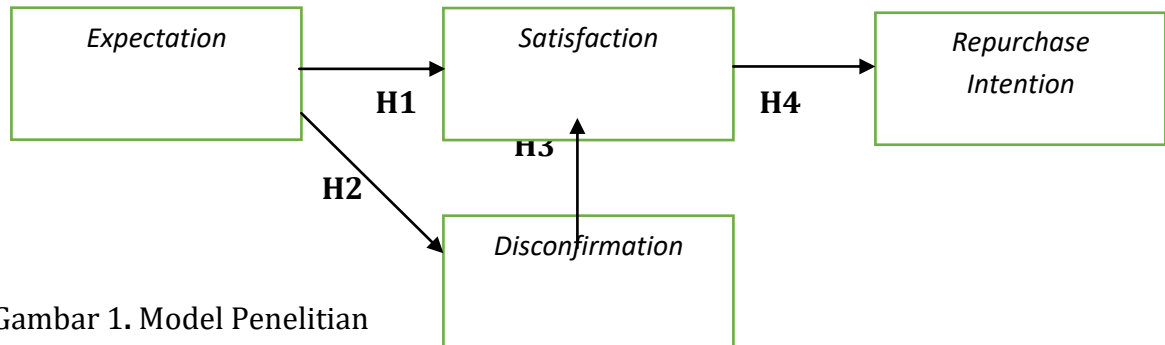 Expectation
Satisfaction
Repurchase
Intention
H1
H4
H3
H2
Disconfirmation
Gambar 1. Model Penelitian